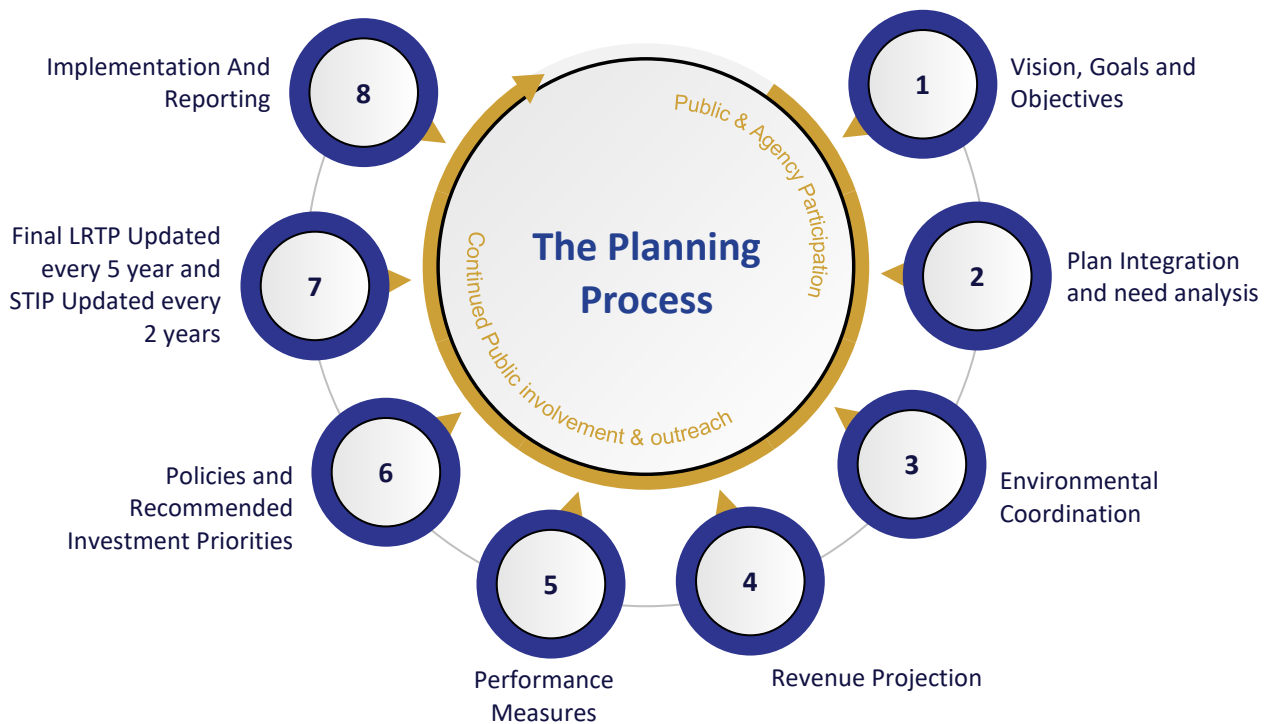 The Planning
Process
Public & Agency Participation
Continued Public involvement & outreach
1
Vision, Goals and
Objectives
2
Plan Integration
and need analysis
3
Environmental
Coordination
4
Revenue Projection
5
Performance
Measures
6
Policies and
Recommended
Investment Priorities
7
Final LRTP Updated
every 5 year and
STIP Updated every
2 years
8
Implementation And
Reporting